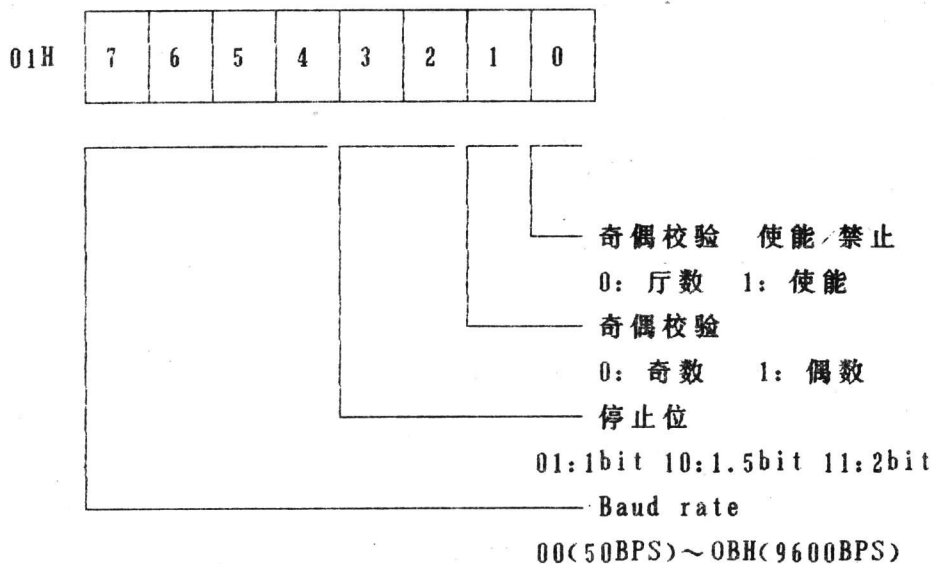 01H 7 6 5 4 3 2 1 0
奇偶校验 使能/禁止
0: 厅数 1: 使能
奇偶校验
0: 奇数 1: 偶数
停止位
01:1bit 10:1.5bit 11:2bit
Baud rate
00(50BPS)～0BH(9600BPS)